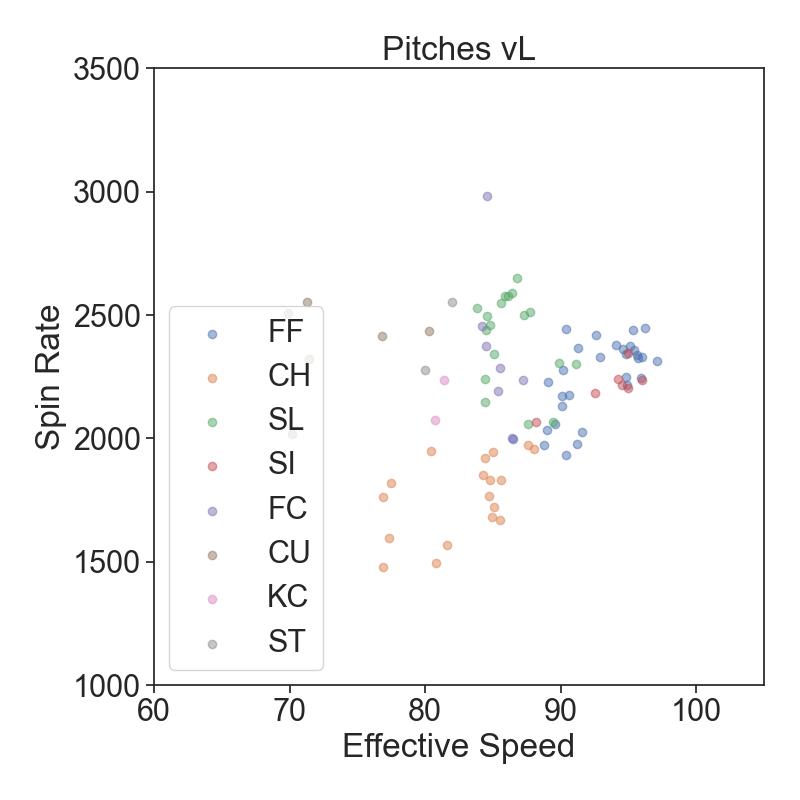 Pitches vL
3500
3000
2500
2000
1500
1000
Spin Rate
FF
CH
SL
SI
FC
CU
KC
ST
60
70
80
90
100
Effective Speed